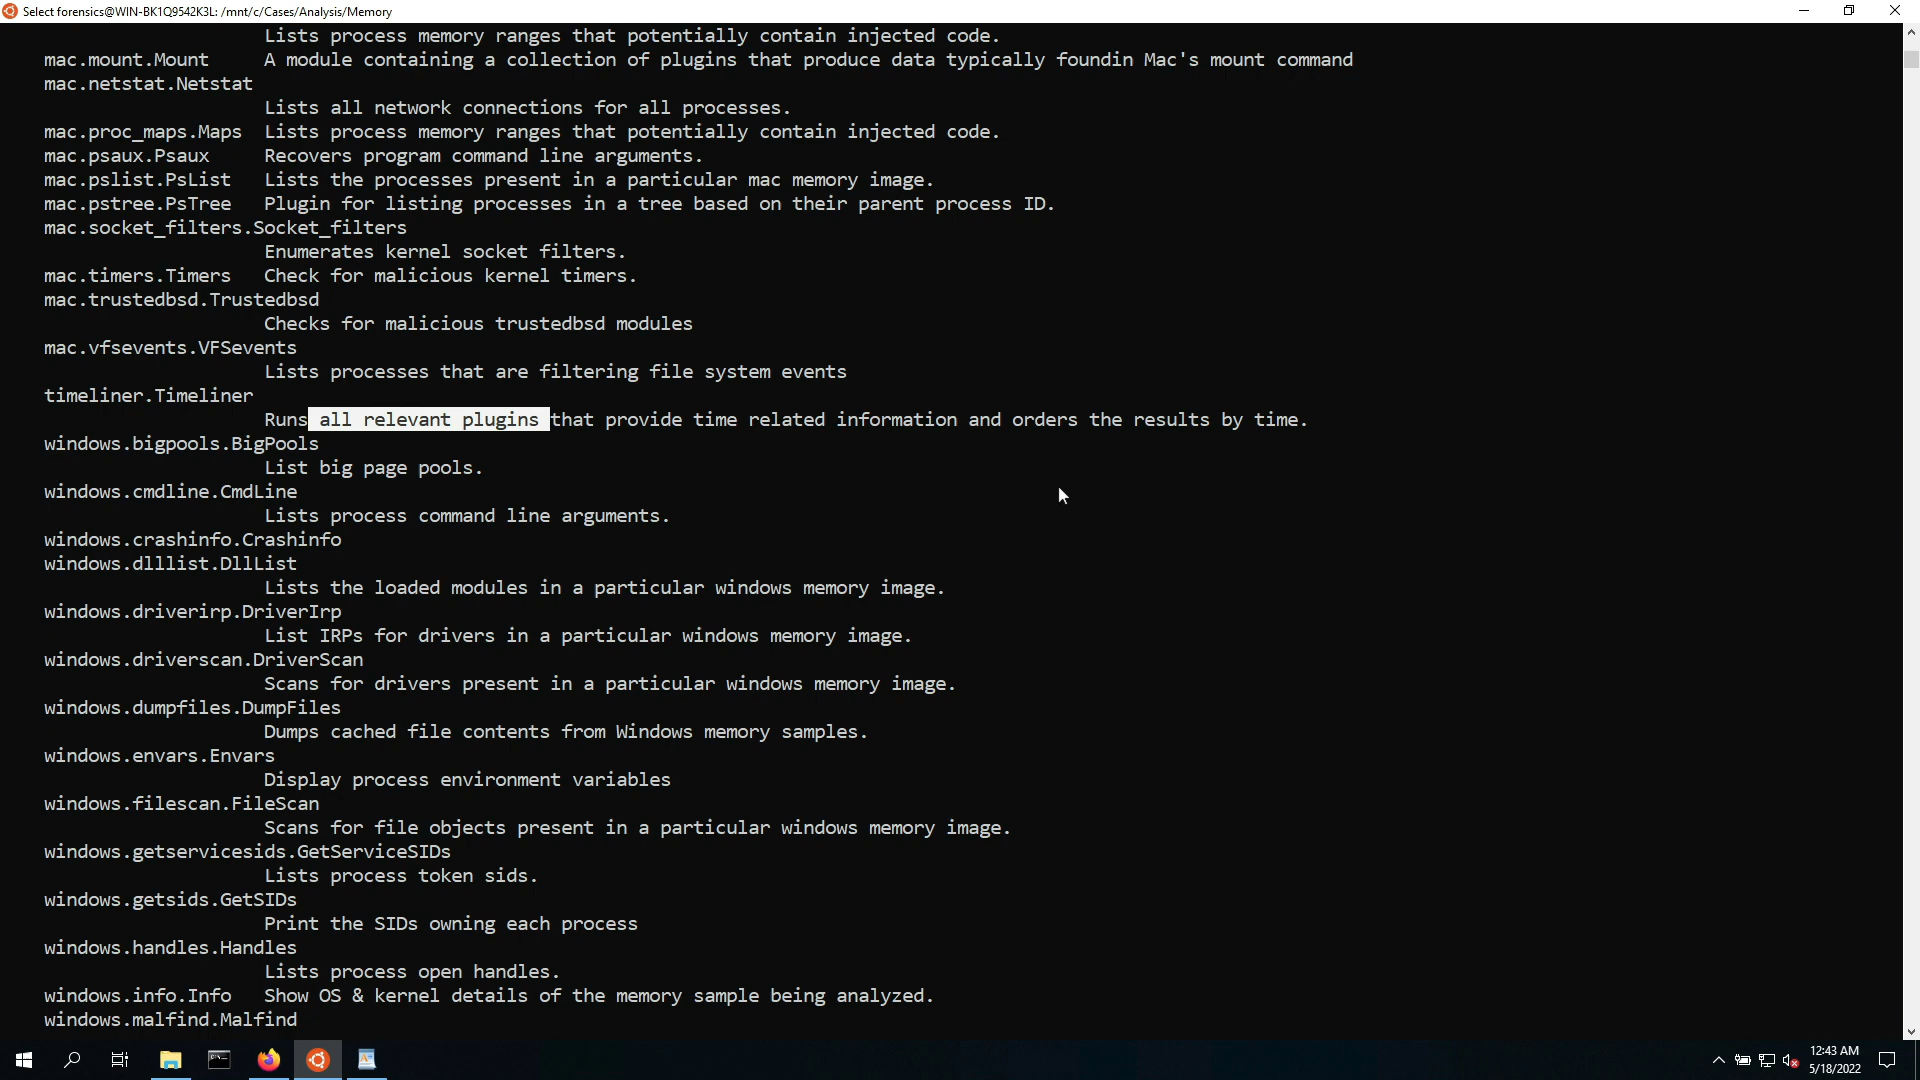 Select forensics@WIN-BK1Q9542K3L: /mnt/c/Cases/Analysis/Memory
Lists process memory ranges that potentially contain injected code.
mac.mount.Mount A module containing a collection of plugins that produce data typically foundin Mac's mount command
mac.netstat.Netstat
Lists all network connections for all processes.
mac.proc_maps.Maps Lists process memory ranges that potentially contain injected code.
mac.psaux.Psaux Recovers program command line arguments.
mac.pslist.PsList Lists the processes present in a particular mac memory image.
mac.pstree.PsTree Plugin for listing processes in a tree based on their parent process ID.
mac.socket_filters.Socket_filters
Enumerates kernel socket filters.
mac.timers.Timers Check for malicious kernel timers.
mac.trustedbsd.Trustedbsd
Checks for malicious trustedbsd modules
mac.vfsevents.VFSevents
Lists processes that are filtering file system events
timeliner.Timeliner
Runs all relevant plugins that provide time related information and orders the results by time.
windows.bigpools.BigPools
List big page pools.
windows.cmdline.CmdLine
Lists process command line arguments.
windows.crashinfo.Crashinfo
windows.dlllist.DllList
Lists the loaded modules in a particular windows memory image.
windows.driverirp.DriverIrp
List IRPs for drivers in a particular windows memory image.
windows.driverscan.DriverScan
Scans for drivers present in a particular windows memory image.
windows.dumpfiles.DumpFiles
Dumps cached file contents from Windows memory samples.
windows.envars.Envars
Display process environment variables
windows.filescan.FileScan
Scans for file objects present in a particular windows memory image.
windows.getservicesids.GetServiceSIDs
Lists process token sids.
windows.getsids.GetSIDs
Print the SIDs owning each process
windows.handles.Handles
Lists process open handles.
windows.info.Info Show OS & kernel details of the memory sample being analyzed.
windows.malfind.Malfind
12:43 AM
5/18/2022